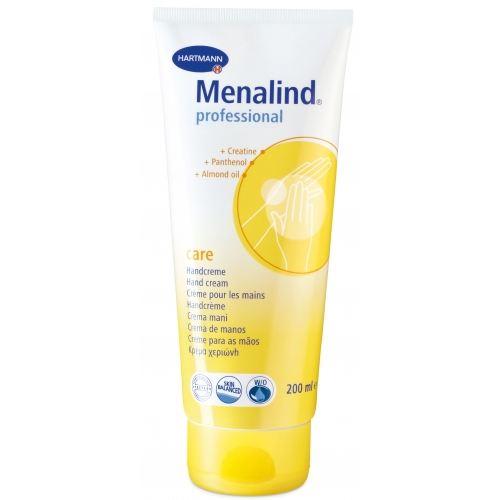 HARTMANN
Menalind®
professional
+ Creatine
+ Panthenol
+ Almond oil
care
Handcreme
Hand cream
Crème pour les mains
Handcrème
Crema mani
Crema de manos
Creme para as mãos
Κρέμα χεριών
SKIN BALANCED
W/O
200 ml e